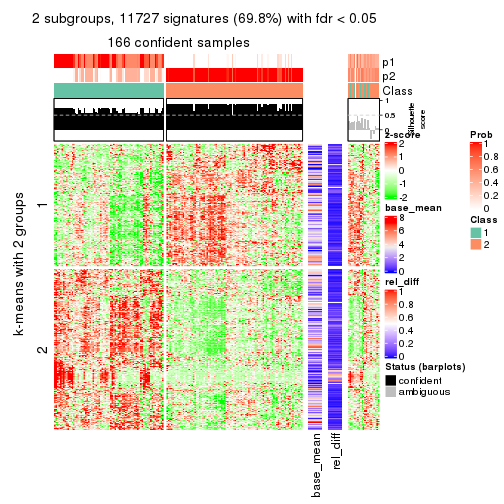 2 subgroups, 11727 signatures (69.8%) with fdr < 0.05
166 confident samples
p1
p2
Class
1
0.5
0
Silhouette
score
k-means with 2 groups
1
2
z-score
2
1
0
-1
-2
base_mean
8
6
4
2
0
rel_diff
1
0.8
0.6
0.4
0.2
0
Status (barplots)
confident
ambiguous
Prob
1
0.8
0.6
0.4
0.2
0
Class
1
2
base_mean
rel_diff